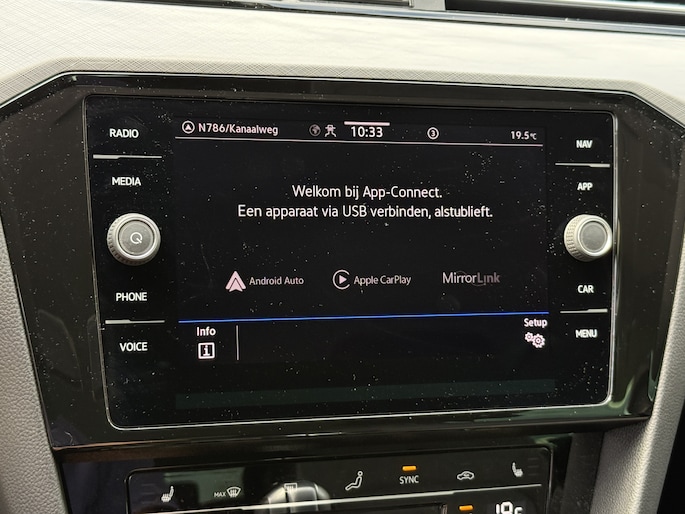 RADIO
MEDIA
PHONE
VOICE
N786/Kanaalweg
10:33
3
19.5°C
Welkom bij App-Connect.
Een apparaat via USB verbinden, alstublieft.
Android Auto
Apple CarPlay
MirrorLink
Info
i
Setup
NAV
APP
CAR
MENU
MAX
SYNC